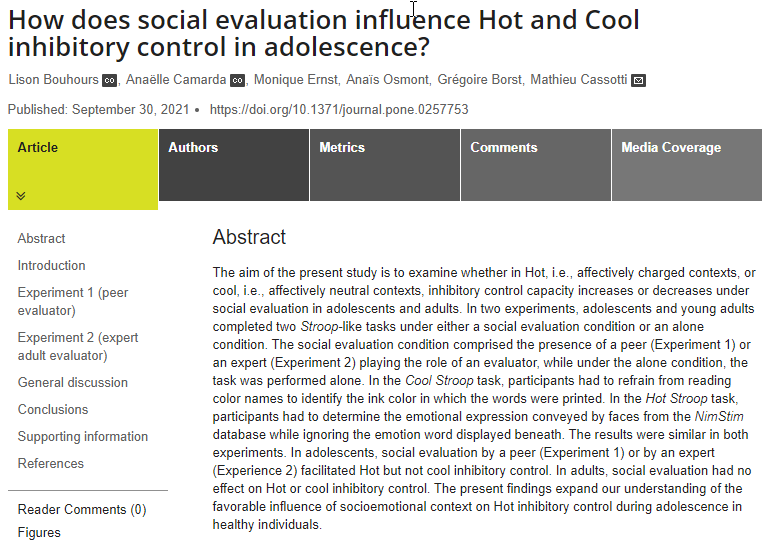 How does social evaluation influence Hot and Cool
inhibitory control in adolescence?
Lison Bouhours co, Anaëlle Camarda co, Monique Ernst, Anaïs Osmont, Grégoire Borst, Mathieu Cassotti
Published: September 30, 2021 • https://doi.org/10.1371/journal.pone.0257753
Article
Authors
Metrics
Comments
Media Coverage
Abstract
Introduction
Experiment 1 (peer
evaluator)
Experiment 2 (expert
adult evaluator)
General discussion
Conclusions
Supporting information
References
Reader Comments (0)
Figures
Abstract
The aim of the present study is to examine whether in Hot, i.e., affectively charged contexts, or
cool, i.e., affectively neutral contexts, inhibitory control capacity increases or decreases under
social evaluation in adolescents and adults. In two experiments, adolescents and young adults
completed two Stroop-like tasks under either a social evaluation condition or an alone
condition. The social evaluation condition comprised the presence of a peer (Experiment 1) or
an expert (Experiment 2) playing the role of an evaluator, while under the alone condition, the
task was performed alone. In the Cool Stroop task, participants had to refrain from reading
color names to identify the ink color in which the words were printed. In the Hot Stroop task,
participants had to determine the emotional expression conveyed by faces from the NimStim
database while ignoring the emotion word displayed beneath. The results were similar in both
experiments. In adolescents, social evaluation by a peer (Experiment 1) or by an expert
(Experience 2) facilitated Hot but not cool inhibitory control. In adults, social evaluation had no
effect on Hot or cool inhibitory control. The present findings expand our understanding of the
favorable influence of socioemotional context on Hot inhibitory control during adolescence in
healthy individuals.